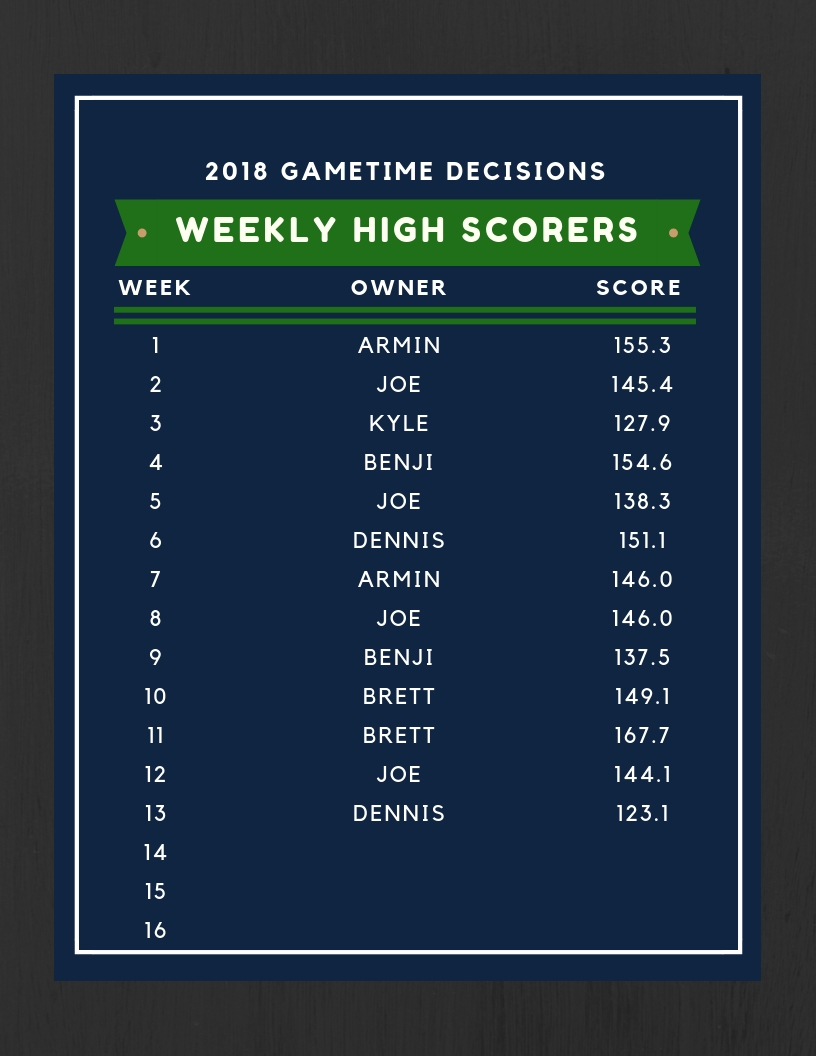 2018 GAMETIME DECISIONS
WEEKLY HIGH SCORERS
WEEK OWNER SCORE
1 ARMIN 155.3
2 JOE 145.4
3 KYLE 127.9
4 BENJI 154.6
5 JOE 138.3
6 DENNIS 151.1
7 ARMIN 146.0
8 JOE 146.0
9 BENJI 137.5
10 BRETT 149.1
11 BRETT 167.7
12 JOE 144.1
13 DENNIS 123.1
14
15
16